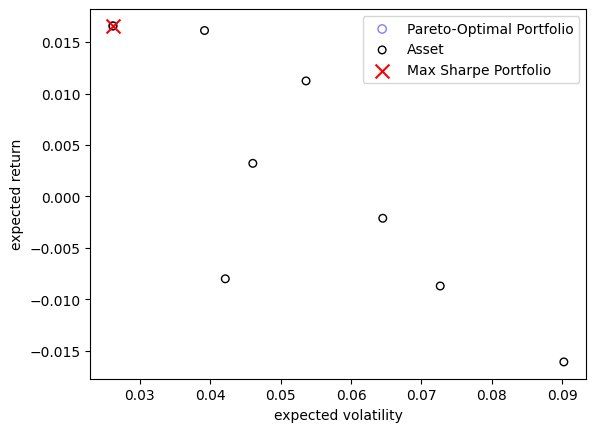 Pareto-Optimal Portfolio
Asset
Max Sharpe Portfolio
0.015
0.010
0.005
0.000
−0.005
−0.010
−0.015
expected return
0.03 0.04 0.05 0.06 0.07 0.08 0.09
expected volatility